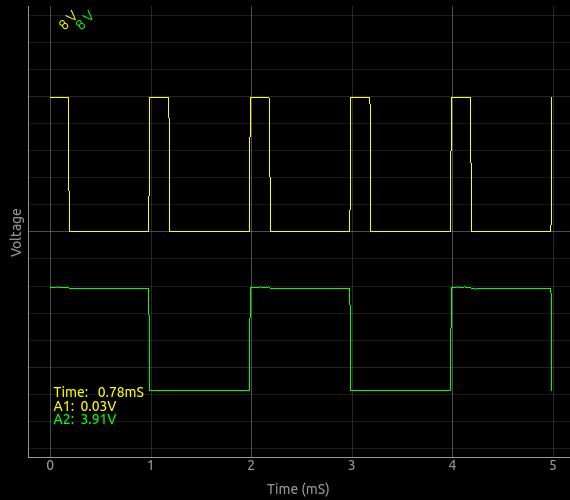 8 V 8 V
Voltage
Time: 0.78mS
A1: 0.03V
A2: 3.91V
0 1 2 3 4 5
Time (mS)